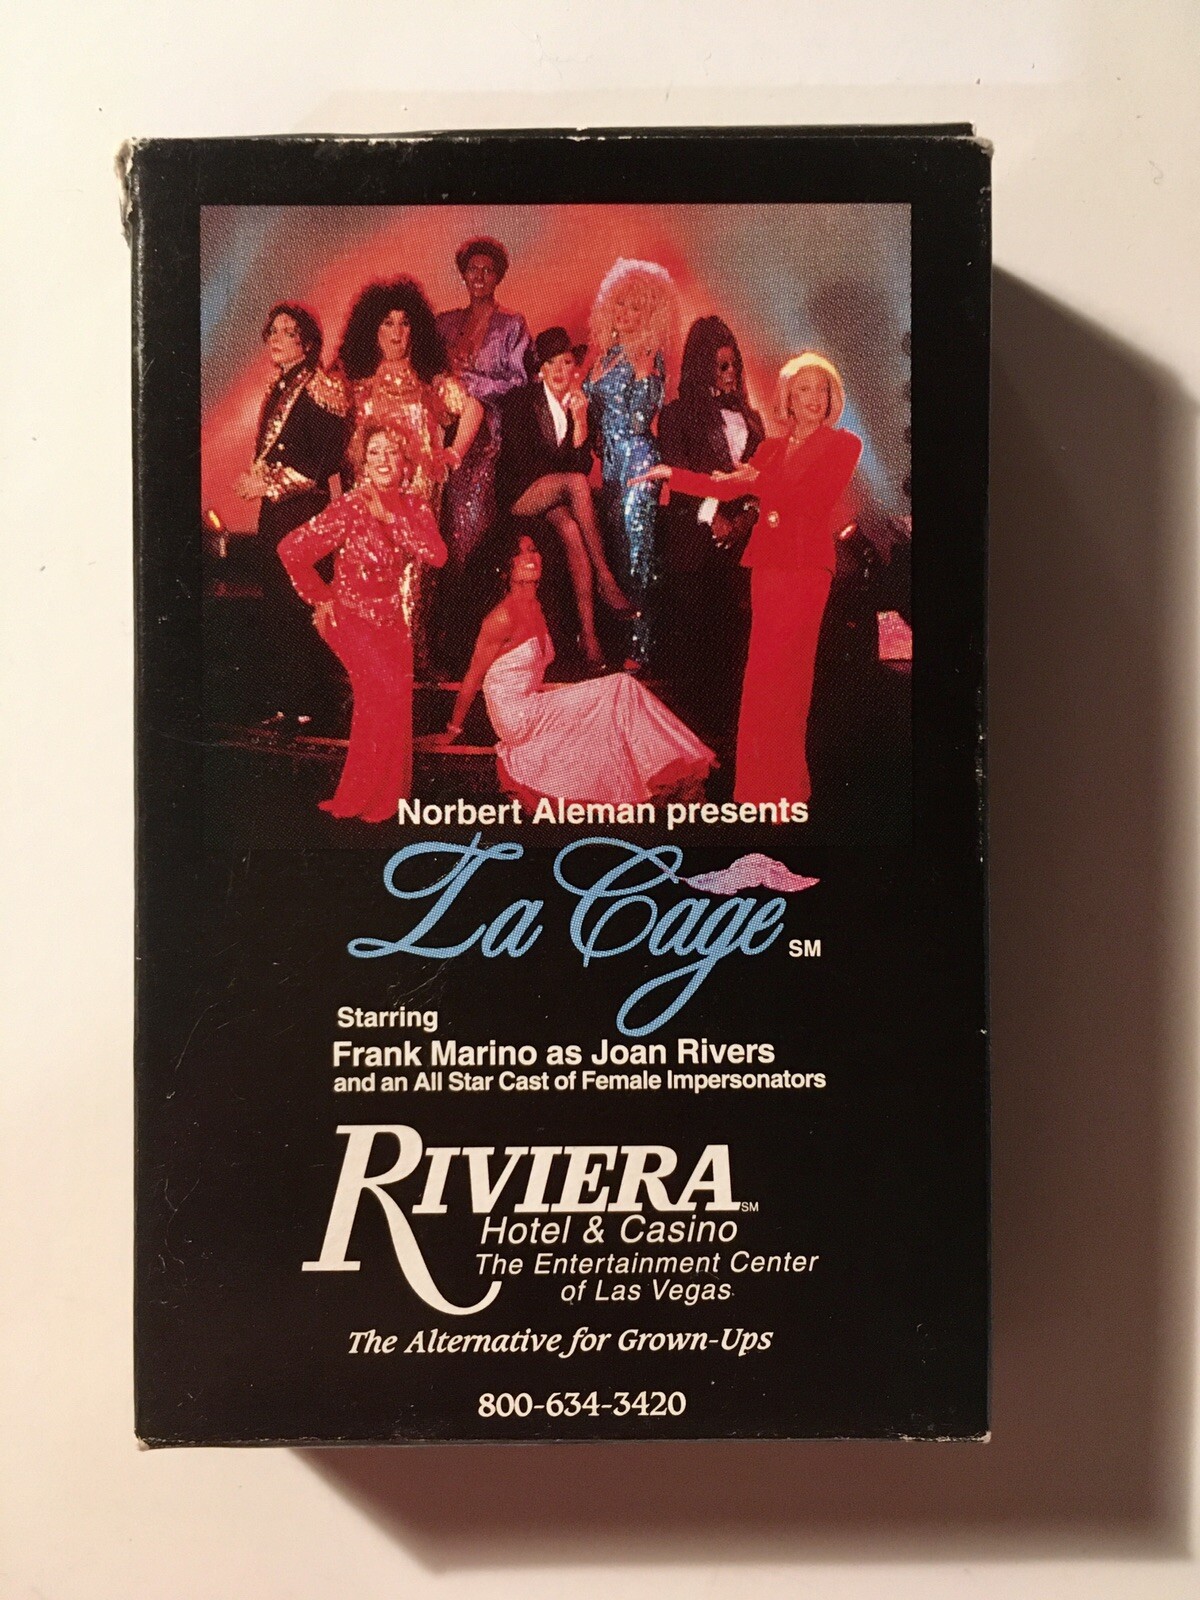 Norbert Aleman presents
La Cage SM
Starring
Frank Marino as Joan Rivers
and an All Star Cast of Female Impersonators
RIVIERA SM
Hotel & Casino
The Entertainment Center
of Las Vegas
The Alternative for Grown-Ups
800-634-3420